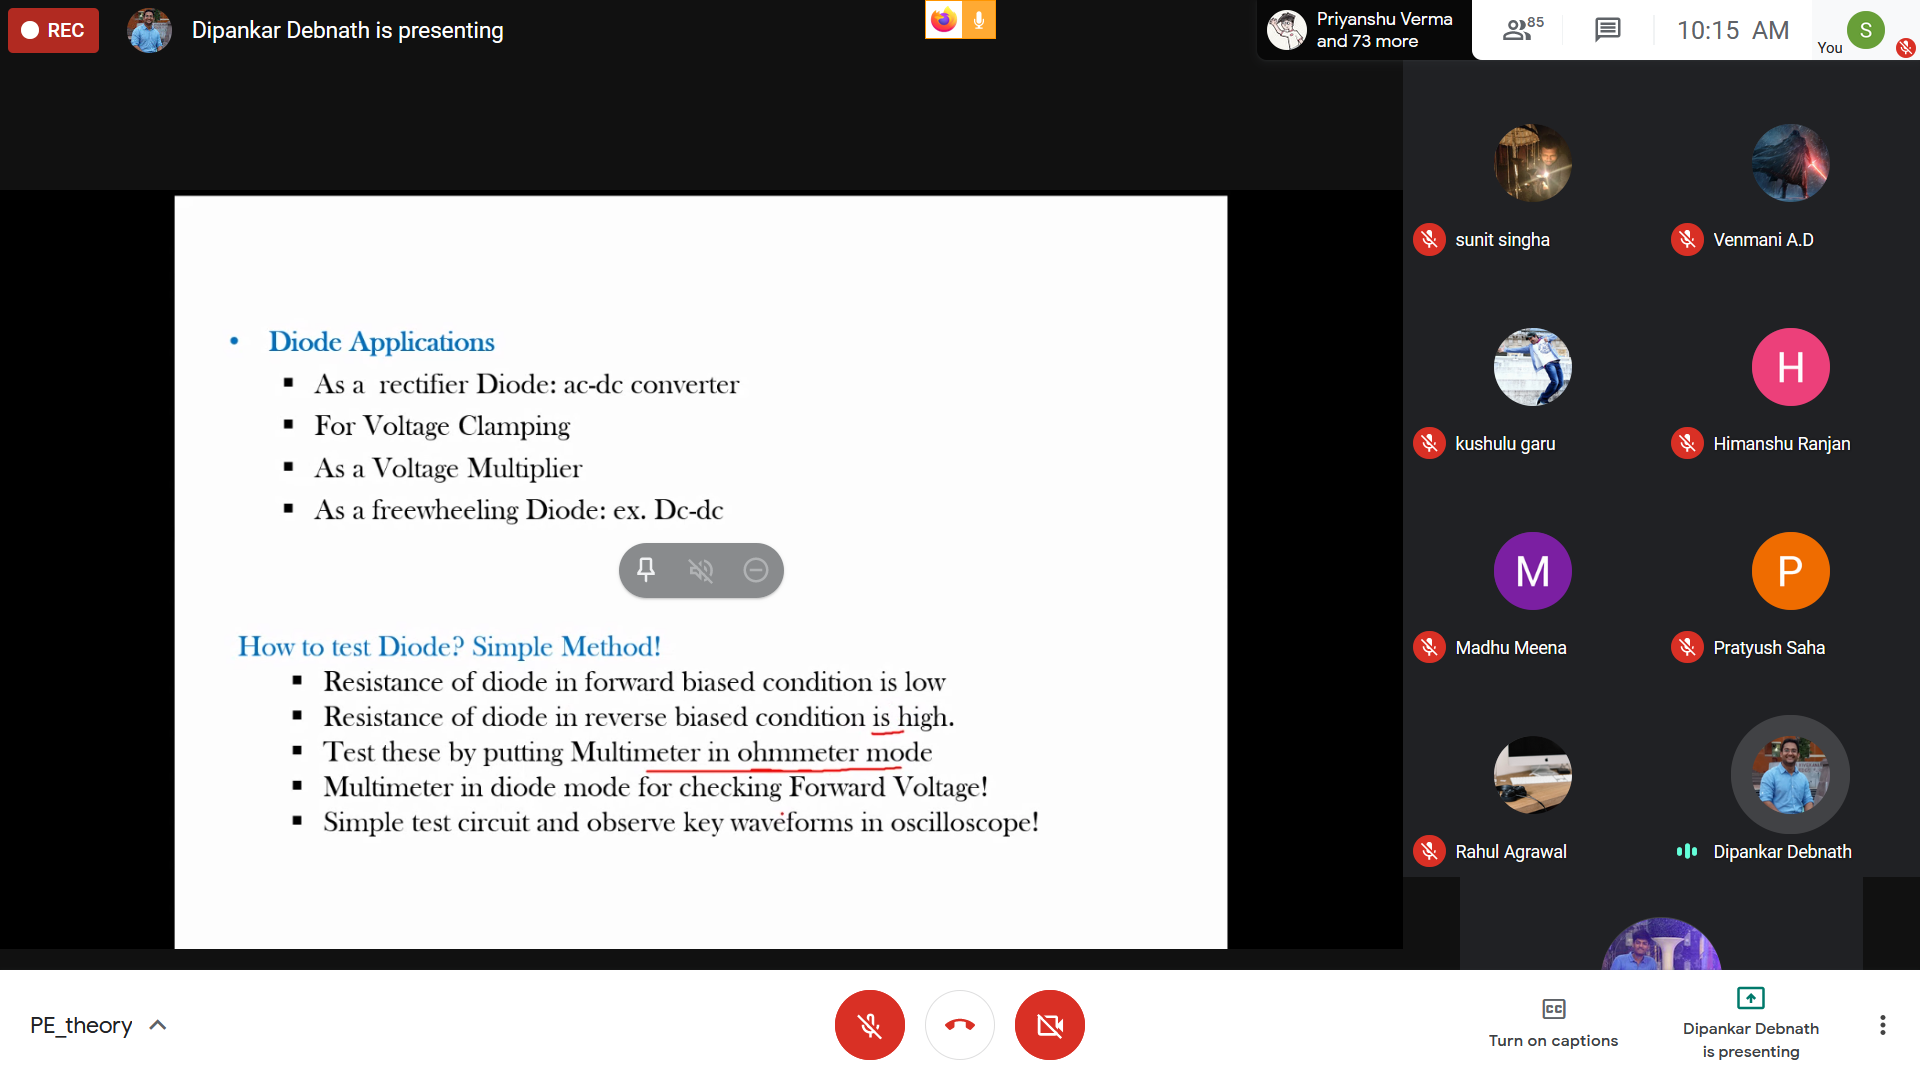 REC
Dipankar Debnath is presenting
Priyanshu Verma
and 73 more
85
10:15 AM
You
S
• Diode Applications
▪ As a rectifier Diode: ac-dc converter
▪ For Voltage Clamping
▪ As a Voltage Multiplier
▪ As a freewheeling Diode: ex. Dc-dc
How to test Diode? Simple Method!
▪ Resistance of diode in forward biased condition is low
▪ Resistance of diode in reverse biased condition is high.
▪ Test these by putting Multimeter in ohmmeter mode
▪ Multimeter in diode mode for checking Forward Voltage!
▪ Simple test circuit and observe key waveforms in oscilloscope!
sunit singha
Venmani A.D
H
kushulu garu
Himanshu Ranjan
M
P
Madhu Meena
Pratyush Saha
Rahul Agrawal
Dipankar Debnath
PE_theory
CC
Turn on captions
Dipankar Debnath
is presenting